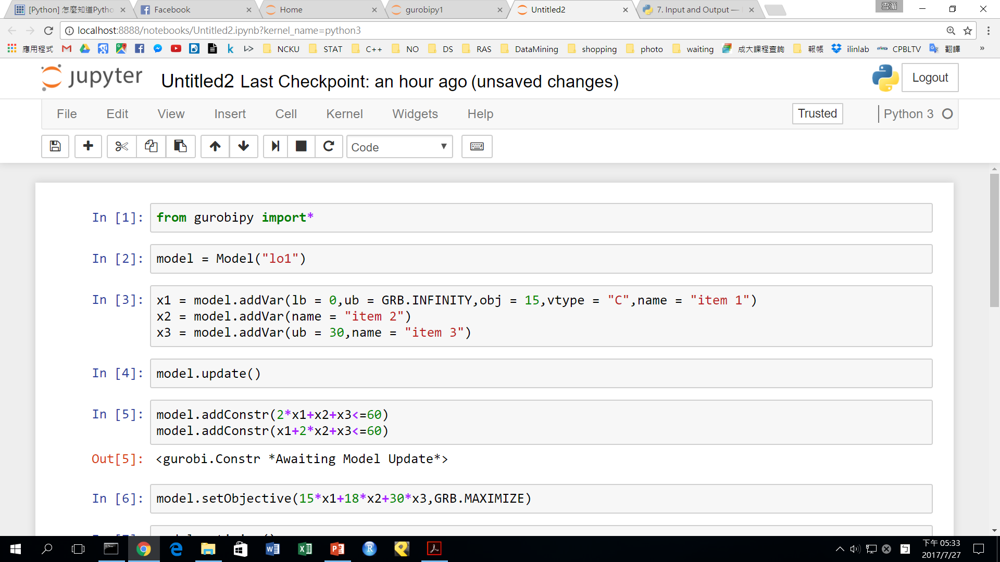 [Python] 怎麼知道Pytho
Facebook
Home
gurobipy1
Untitled2
7. Input and Output —
雪湄
localhost:8888/notebooks/Untitled2.ipynb?kernel_name=python3
應用程式 NCKU STAT C++ NO DS RAS DataMining shopping photo waiting 成大課程查詢 報帳 ilinlab CPBLTV 翻譯 »
jupyter Untitled2 Last Checkpoint: an hour ago (unsaved changes) Logout
File Edit View Insert Cell Kernel Widgets Help Trusted Python 3
Code
In [1]: from gurobipy import*
In [2]: model = Model("lo1")
In [3]: x1 = model.addVar(lb = 0,ub = GRB.INFINITY,obj = 15,vtype = "C",name = "item 1")
x2 = model.addVar(name = "item 2")
x3 = model.addVar(ub = 30,name = "item 3")
In [4]: model.update()
In [5]: model.addConstr(2*x1+x2+x3<=60)
model.addConstr(x1+2*x2+x3<=60)
Out[5]: <gurobi.Constr *Awaiting Model Update*>
In [6]: model.setObjective(15*x1+18*x2+30*x3,GRB.MAXIMIZE)
下午 05:33
2017/7/27